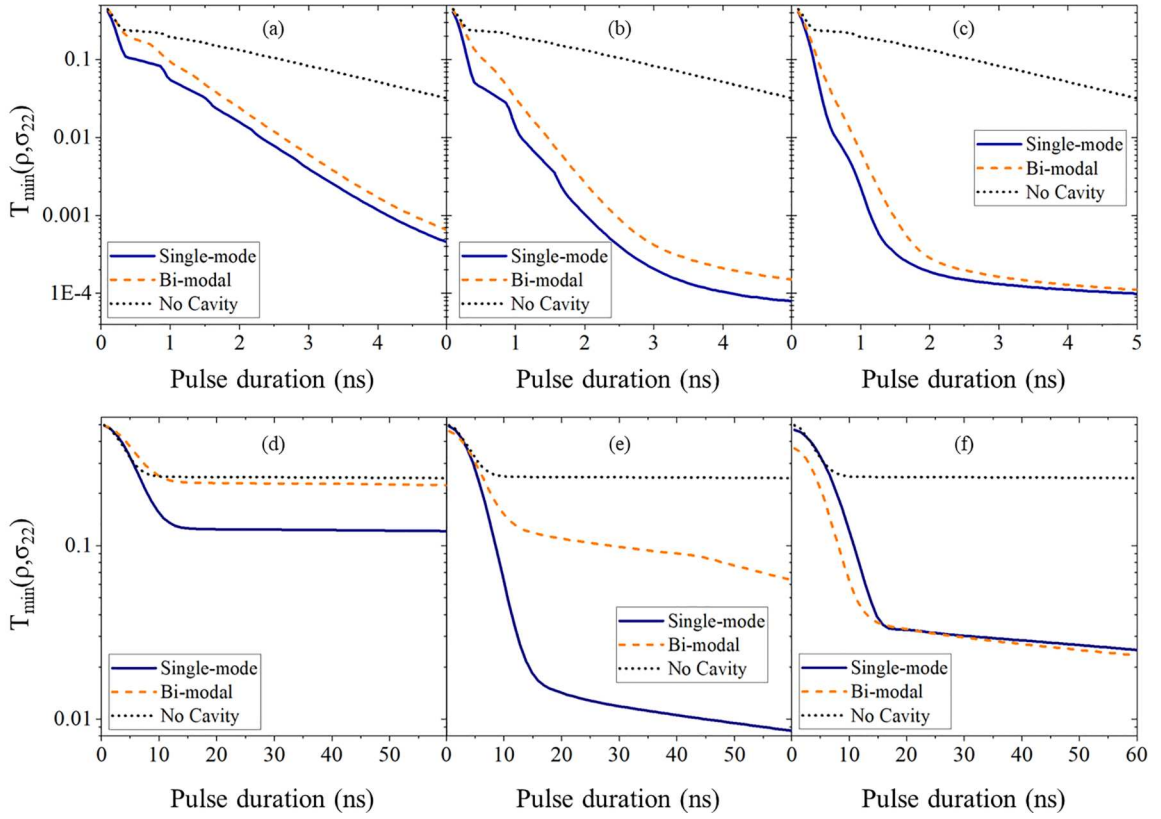 (a)
(b)
(c)
0.1
0.01
0.001
1E-4
T_min(ρ,σ_22)
Single-mode
Bi-modal
No Cavity
Single-mode
Bi-modal
No Cavity
Single-mode
Bi-modal
No Cavity
0 1 2 3 4
0 1 2 3 4
0 1 2 3 4 5
Pulse duration (ns)
Pulse duration (ns)
Pulse duration (ns)
(d)
(e)
(f)
0.1
0.01
T_min(ρ,σ_22)
Single-mode
Bi-modal
No Cavity
Single-mode
Bi-modal
No Cavity
Single-mode
Bi-modal
No Cavity
0 10 20 30 40 50
0 10 20 30 40 50
0 10 20 30 40 50 60
Pulse duration (ns)
Pulse duration (ns)
Pulse duration (ns)